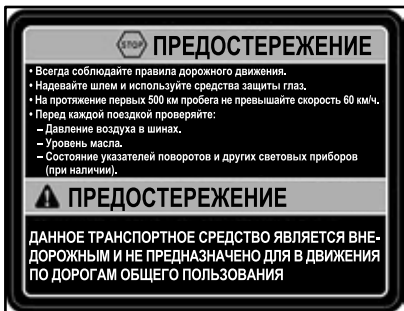 STOP ПРЕДОСТЕРЕЖЕНИЕ
• Всегда соблюдайте правила дорожного движения.
• Надевайте шлем и используйте средства защиты глаз.
• На протяжение первых 500 км пробега не превышайте скорость 60 км/ч.
• Перед каждой поездкой проверяйте:
– Давление воздуха в шинах.
– Уровень масла.
– Состояние указателей поворотов и других световых приборов
(при наличии).
ПРЕДОСТЕРЕЖЕНИЕ
ДАННОЕ ТРАНСПОРТНОЕ СРЕДСТВО ЯВЛЯЕТСЯ ВНЕ-
ДОРОЖНЫМ И НЕ ПРЕДНАЗНАЧЕНО ДЛЯ В ДВИЖЕНИЯ
ПО ДОРОГАМ ОБЩЕГО ПОЛЬЗОВАНИЯ